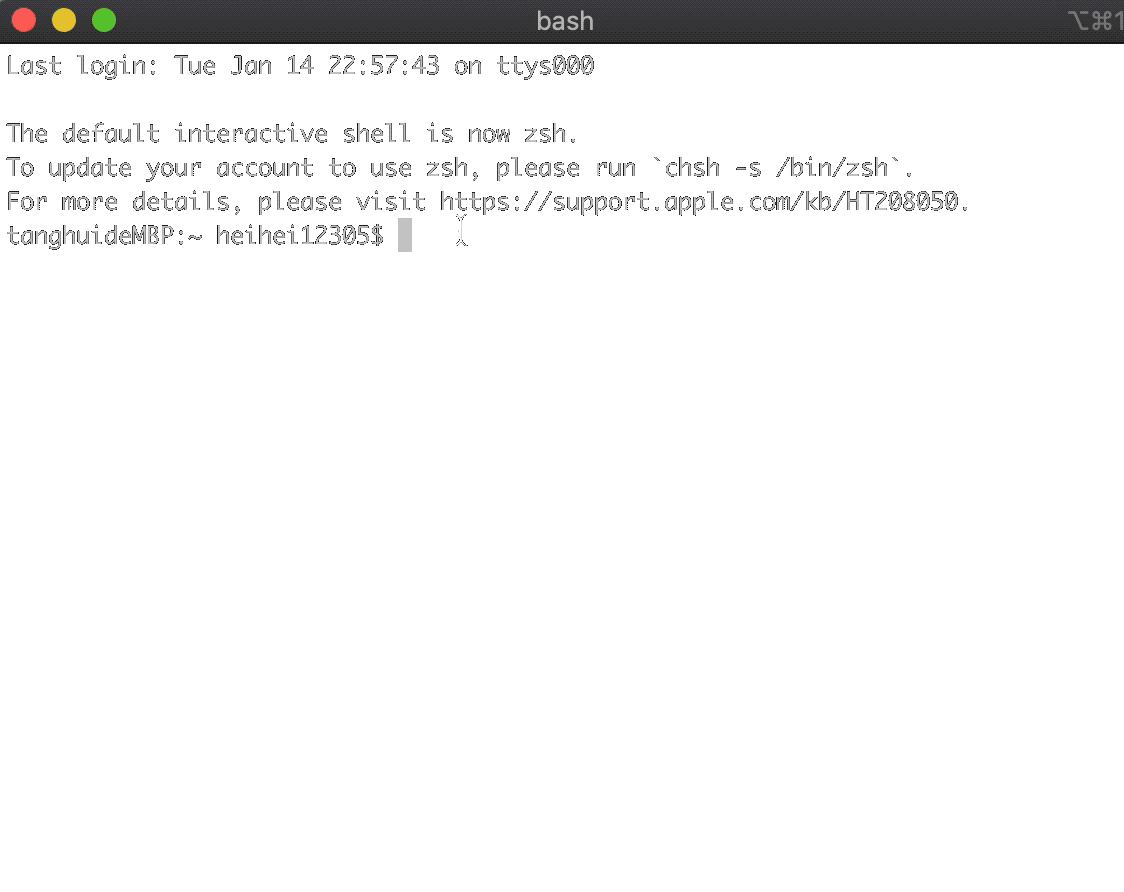 bash
⌥⌘1
Last login: Tue Jan 14 22:57:43 on ttys000
The default interactive shell is now zsh.
To update your account to use zsh, please run `chsh -s /bin/zsh`.
For more details, please visit https://support.apple.com/kb/HT208050.
tanghuideMBP:~ heihei12305$